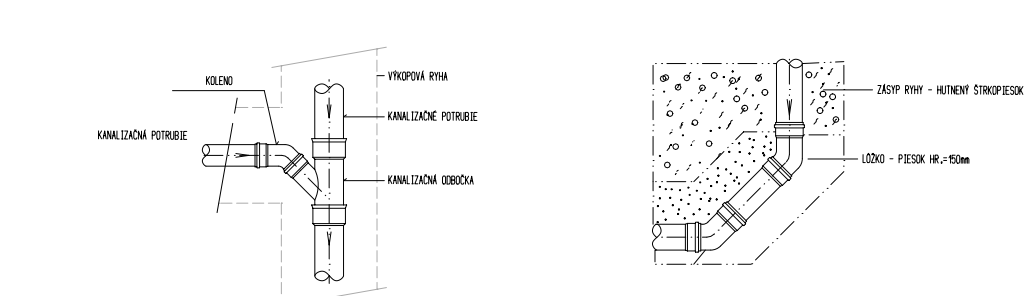 VÝKOPOVÁ RYHA
KOLENO
KANALIZAČNÉ POTRUBIE
KANALIZAČNÁ POTRUBIE
KANALIZAČNÁ ODBOČKA
ZÁSYP RYHY - HUTNENÝ ŠTRKOPIESOK
LÔŽKO - PIESOK HR.=150mm